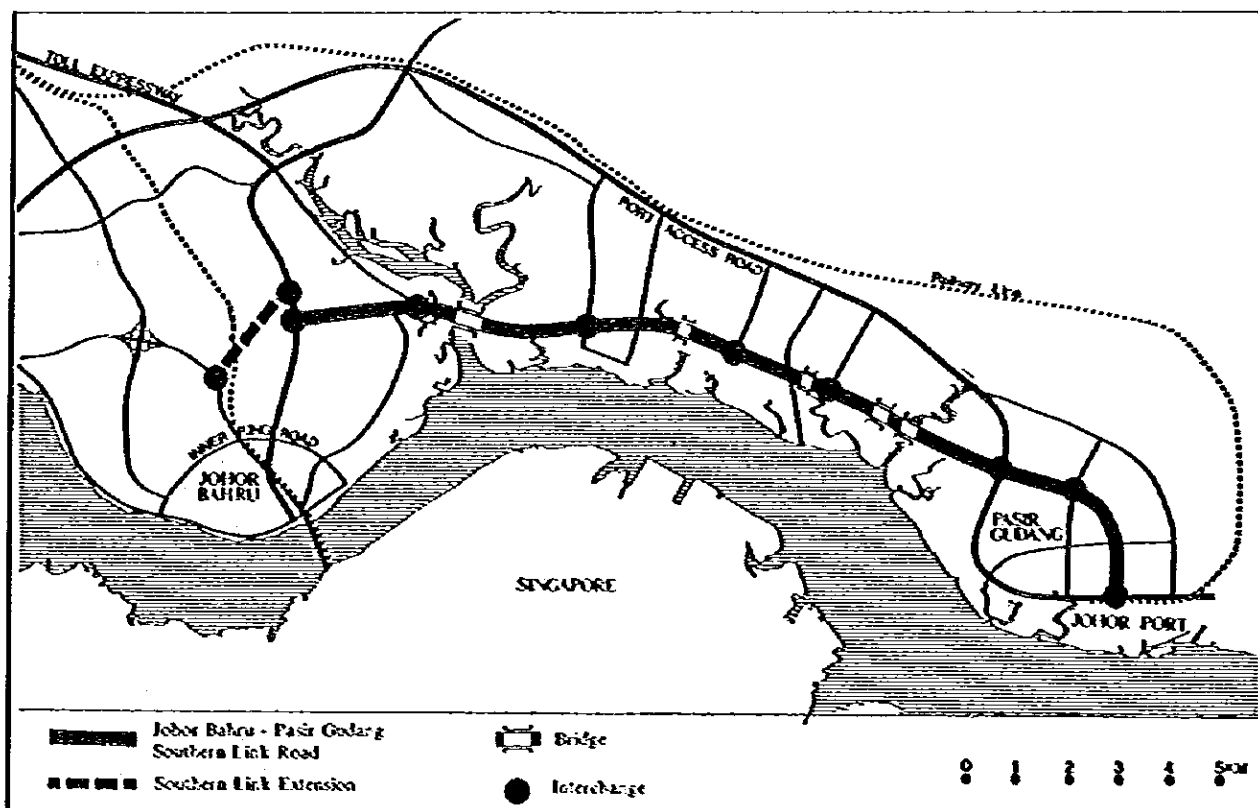 TOLL EXPRESSWAY
PORT ACCESS ROAD
Railway Line
INNER RING ROAD
JOHOR
BAHRU
PASIR
GUDANG
SINGAPORE
JOHOR PORT
Johor Bahru - Pasir Gudang
Southern Link Road
Bridge
Southern Link Extension
Interchange
0 1 2 3 4 5KM